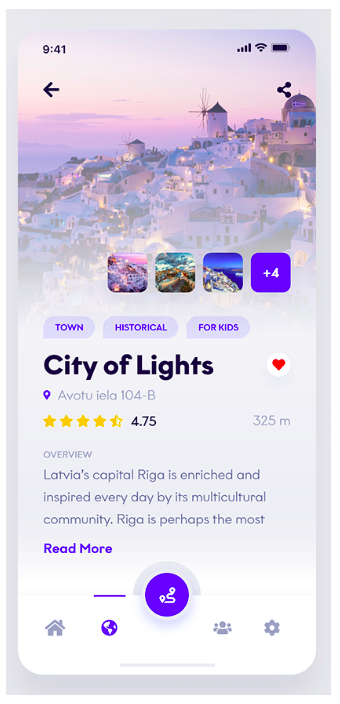 9:41
+4
TOWN
HISTORICAL
FOR KIDS
City of Lights
Avotu iela 104-B
4.75
325 m
OVERVIEW
Latvia's capital Riga is enriched and
inspired every day by its multicultural
community. Riga is perhaps the most
Read More